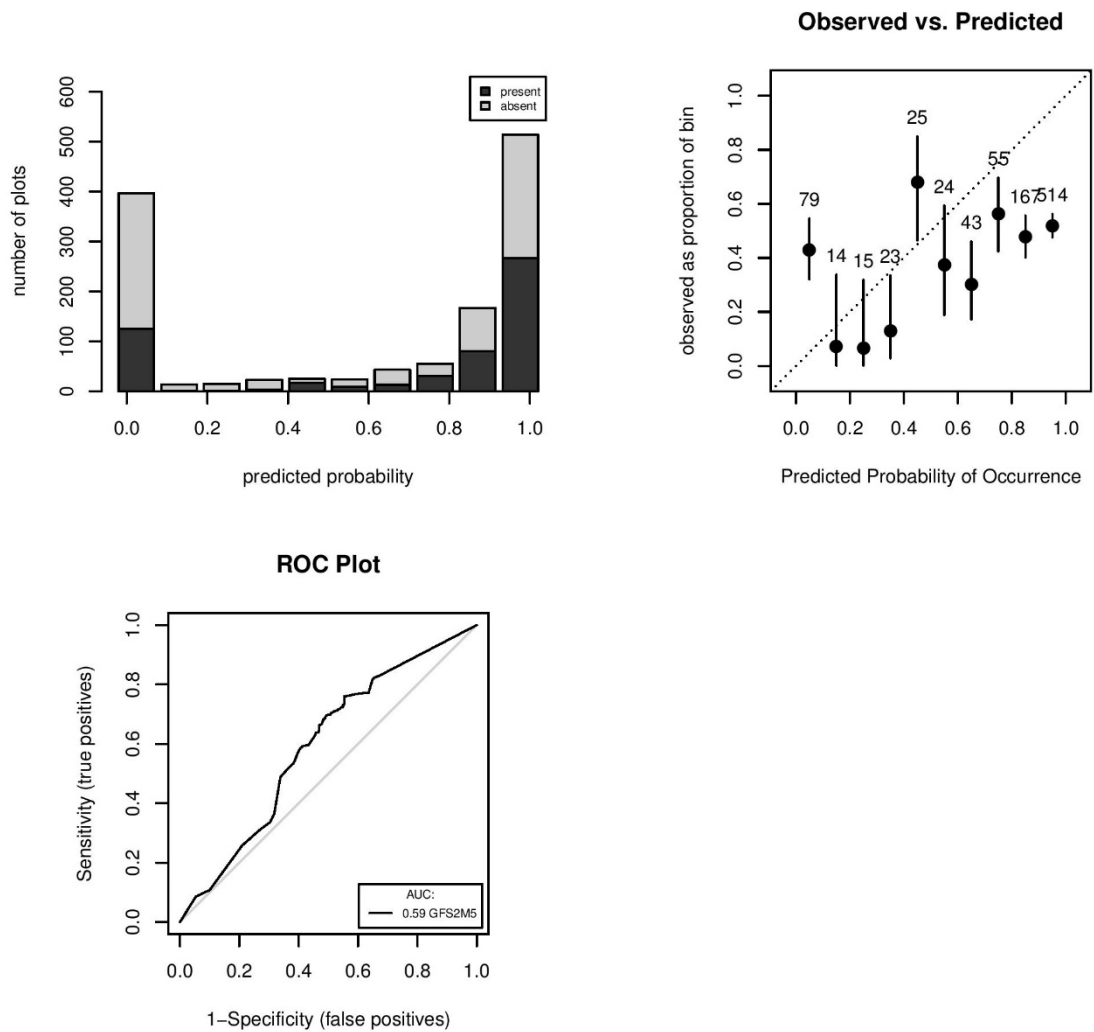 Observed vs. Predicted
600
500
400
300
200
100
0
number of plots
present
absent
0.0 0.2 0.4 0.6 0.8 1.0
predicted probability
1.0
0.8
0.6
0.4
0.2
0.0
observed as proportion of bin
79
14
15
23
25
24
43
55
167
514
0.0 0.2 0.4 0.6 0.8 1.0
Predicted Probability of Occurrence
ROC Plot
1.0
0.8
0.6
0.4
0.2
0.0
Sensitivity (true positives)
AUC:
0.59 GFS2M5
0.0 0.2 0.4 0.6 0.8 1.0
1−Specificity (false positives)